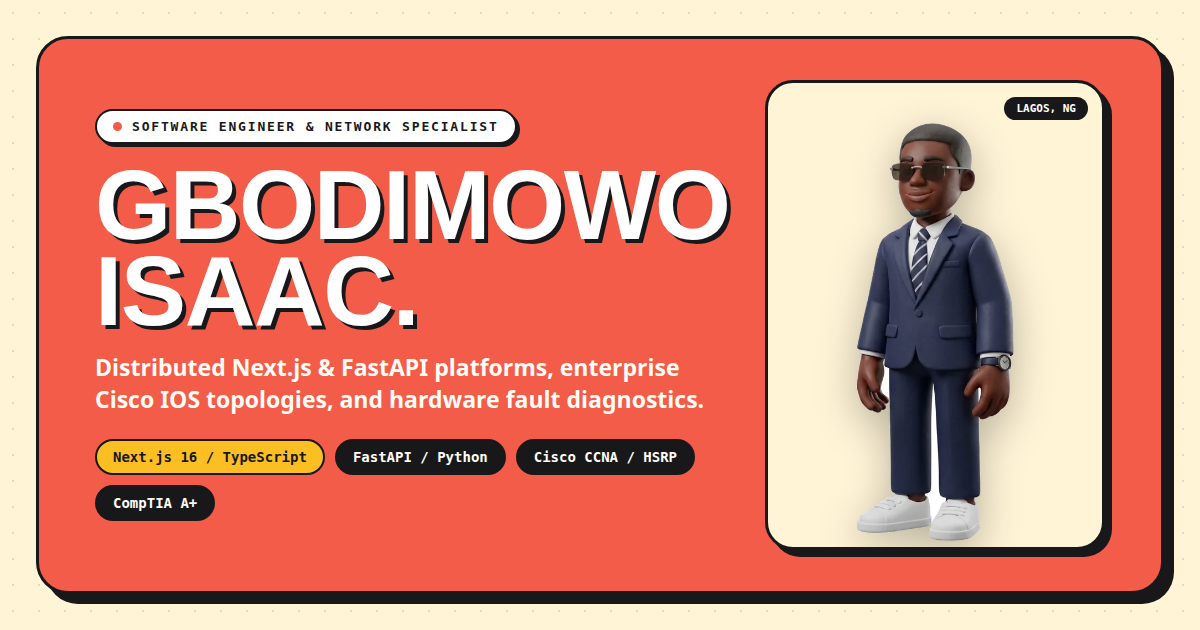 SOFTWARE ENGINEER & NETWORK SPECIALIST
GBODIMOWO
ISAAC.
Distributed Next.js & FastAPI platforms, enterprise
Cisco IOS topologies, and hardware fault diagnostics.
Next.js 16 / TypeScript
FastAPI / Python
Cisco CCNA / HSRP
CompTIA A+
LAGOS, NG